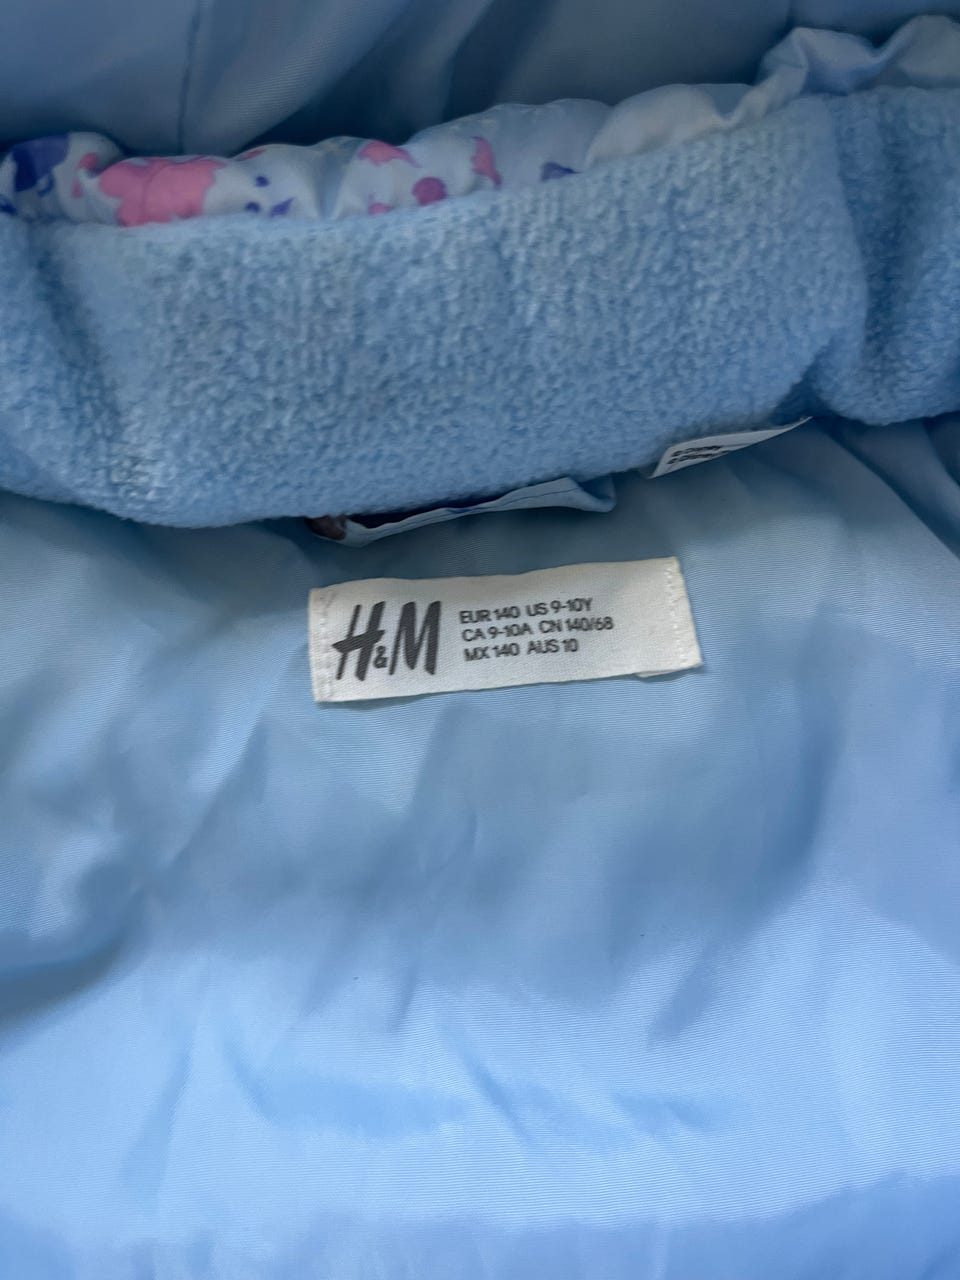 H&M
EUR 140 US 9-10Y
CA 9-10A CN 140/68
MX 140 AUS 10